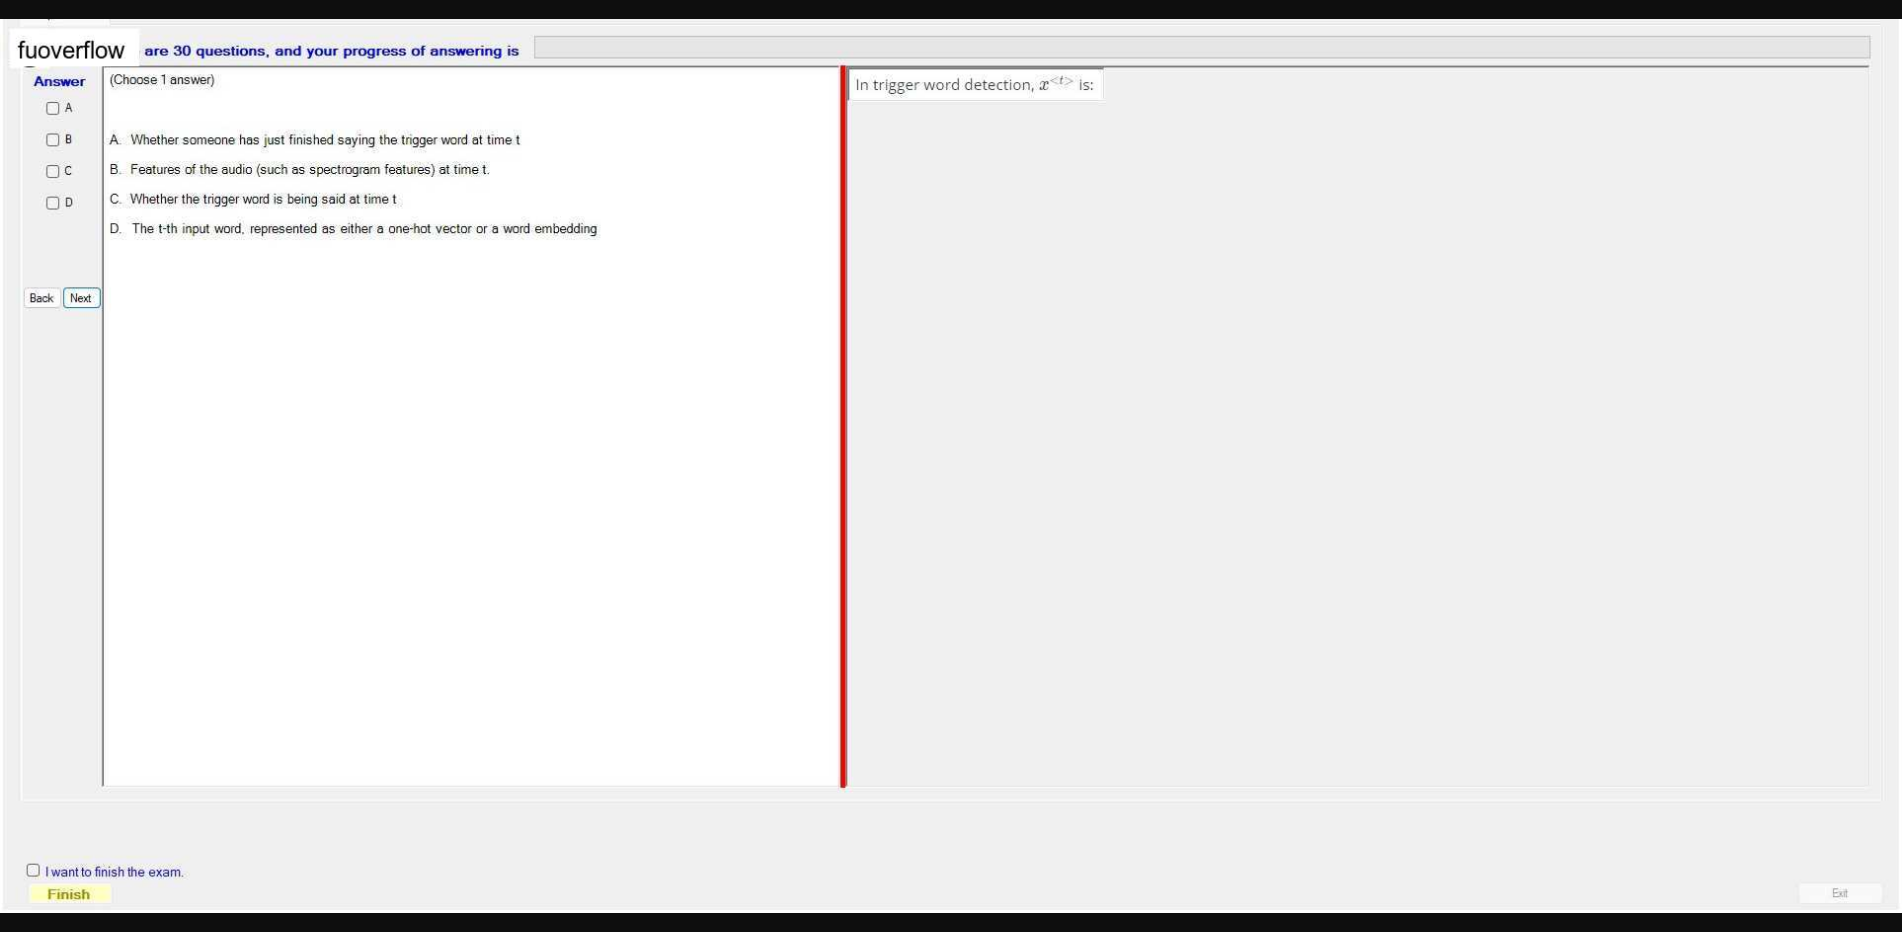 fuoverflow are 30 questions, and your progress of answering is
Answer
(Choose 1 answer)
In trigger word detection, x<t> is:
A
B
C
D
A. Whether someone has just finished saying the trigger word at time t
B. Features of the audio (such as spectrogram features) at time t.
C. Whether the trigger word is being said at time t
D. The t-th input word, represented as either a one-hot vector or a word embedding
Back Next
I want to finish the exam.
Finish
Exit